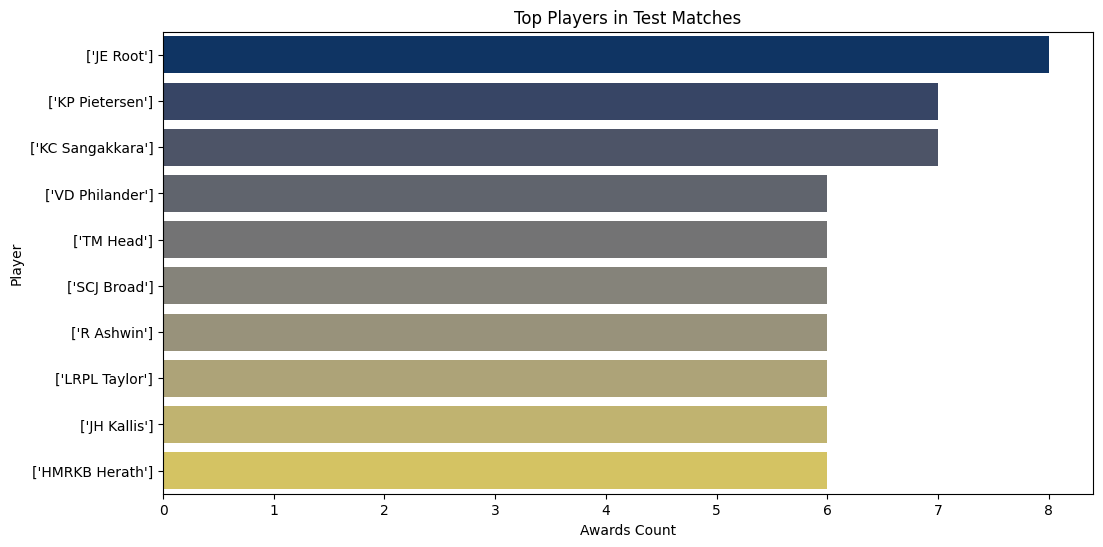 Top Players in Test Matches
Player
['JE Root']
['KP Pietersen']
['KC Sangakkara']
['VD Philander']
['TM Head']
['SCJ Broad']
['R Ashwin']
['LRPL Taylor']
['JH Kallis']
['HMRKB Herath']
0 1 2 3 4 5 6 7 8
Awards Count